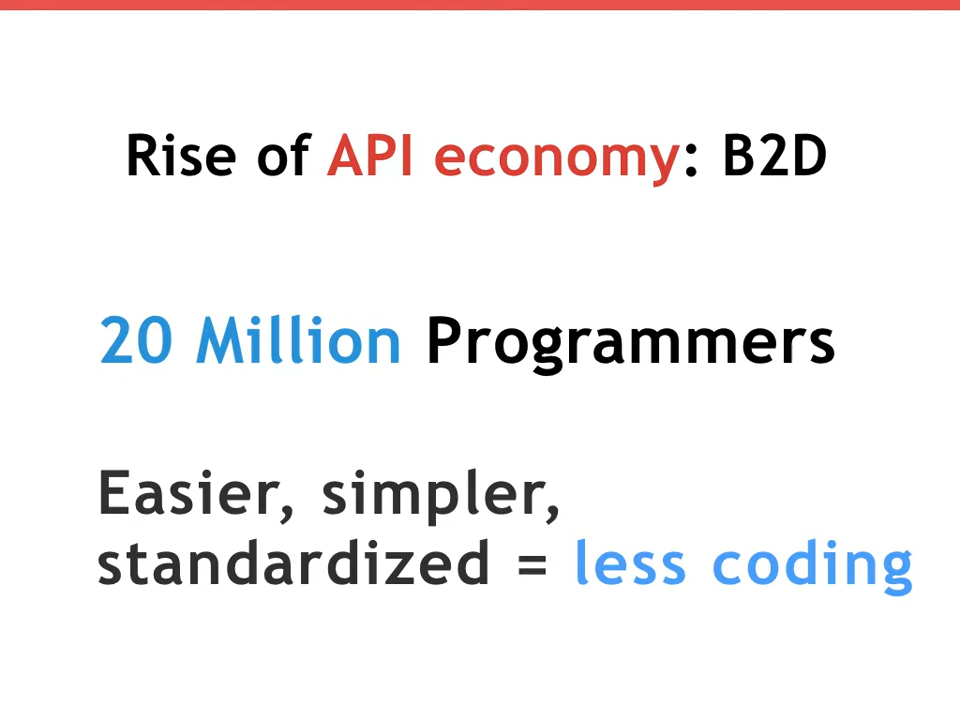 Rise of API economy: B2D
20 Million Programmers
Easier, simpler,
standardized = less coding